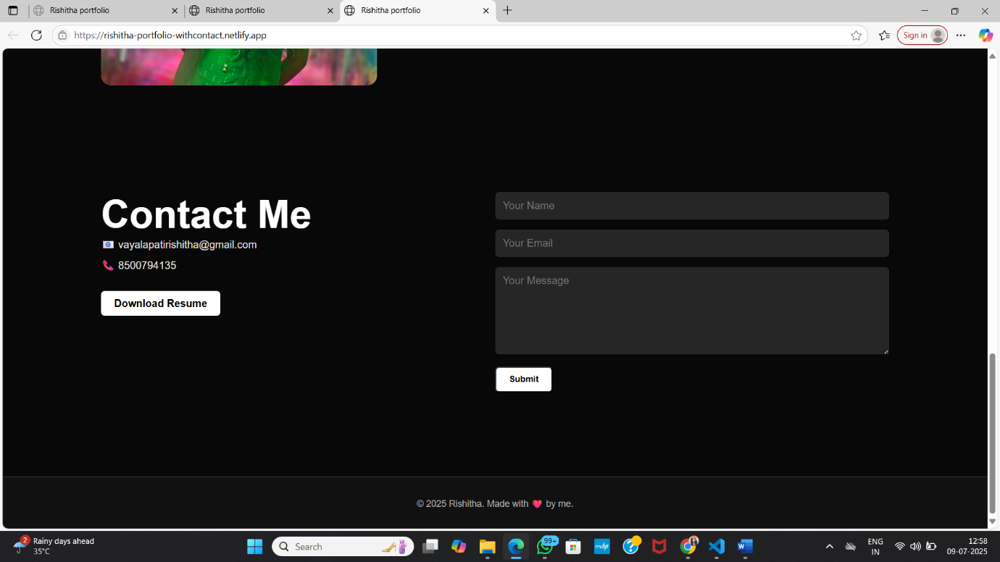 Rishitha portfolio
Rishitha portfolio
Rishitha portfolio
https://rishitha-portfolio-withcontact.netlify.app
Sign in
Contact Me
vayalapatirishitha@gmail.com
8500794135
Download Resume
Your Name
Your Email
Your Message
Submit
© 2025 Rishitha. Made with ❤️ by me.
2
Rainy days ahead
35°C
Search
99+
myhp
ENG
IN
12:58
09-07-2025